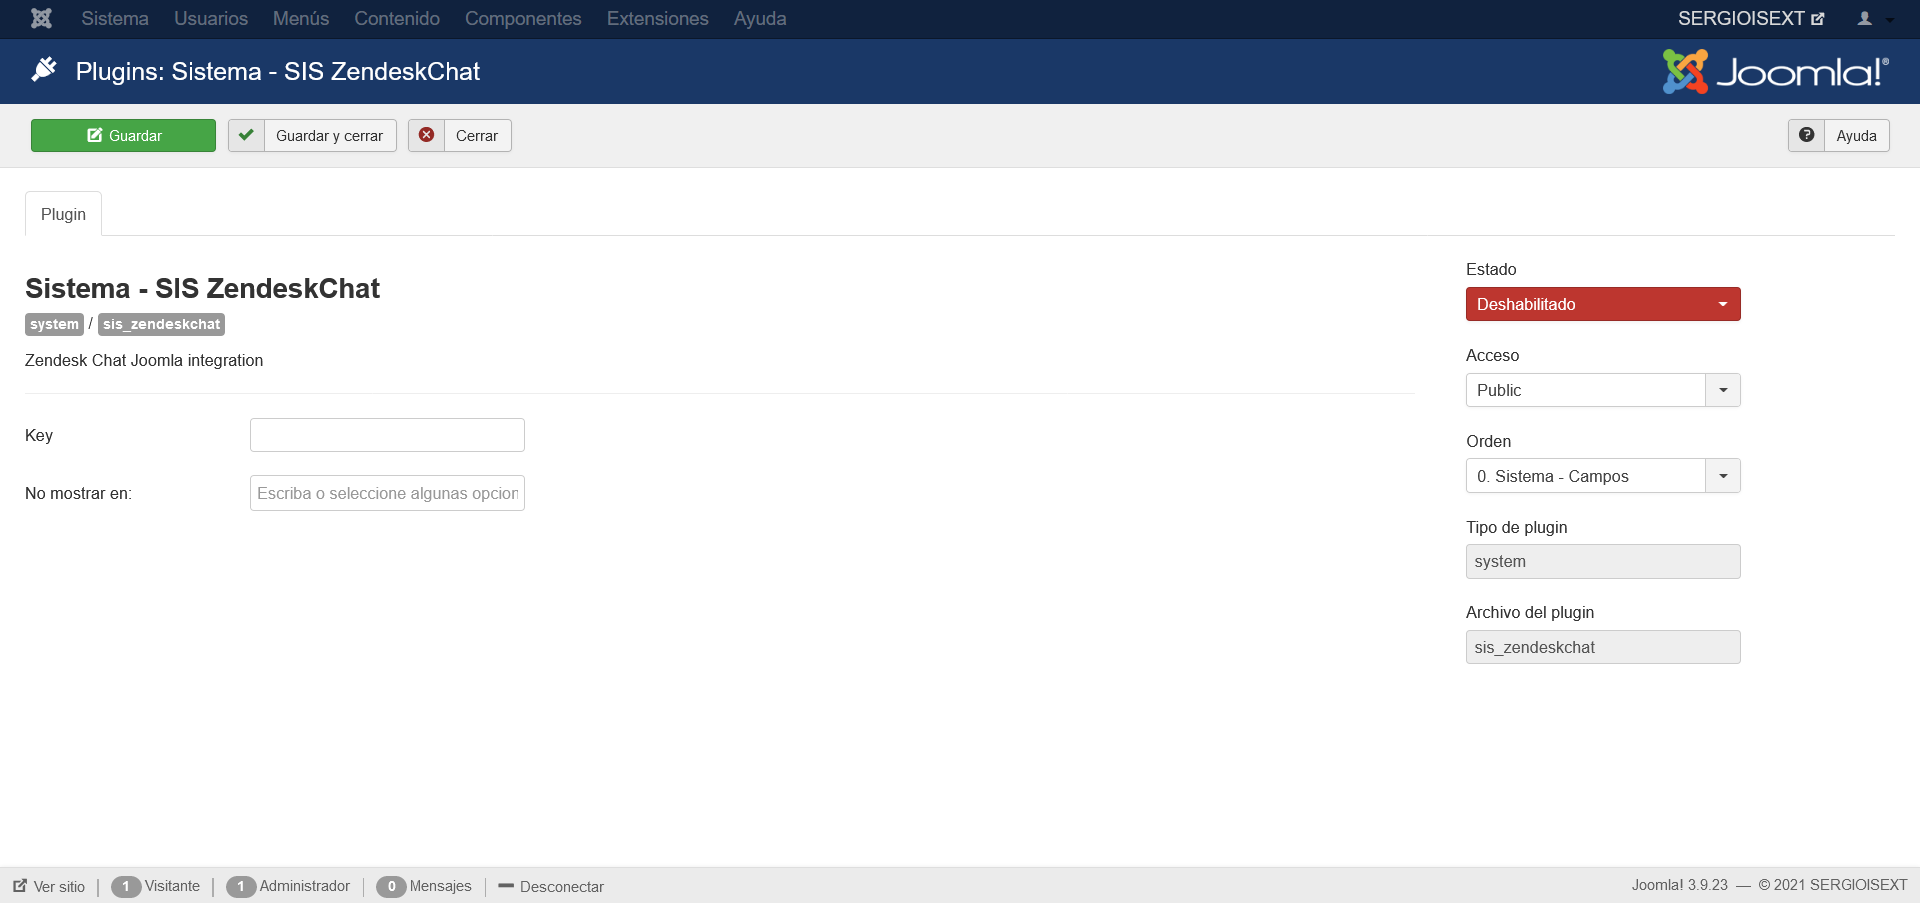 Sistema Usuarios Menús Contenido Componentes Extensiones Ayuda SERGIOISEXT
Plugins: Sistema - SIS ZendeskChat Joomla!®
Guardar Guardar y cerrar Cerrar Ayuda
Plugin
Sistema - SIS ZendeskChat
system / sis_zendeskchat
Zendesk Chat Joomla integration
Key
No mostrar en: Escriba o seleccione algunas opcion
Estado
Deshabilitado
Acceso
Public
Orden
0. Sistema - Campos
Tipo de plugin
system
Archivo del plugin
sis_zendeskchat
Ver sitio | 1 Visitante | 1 Administrador | 0 Mensajes | Desconectar Joomla! 3.9.23 — © 2021 SERGIOISEXT